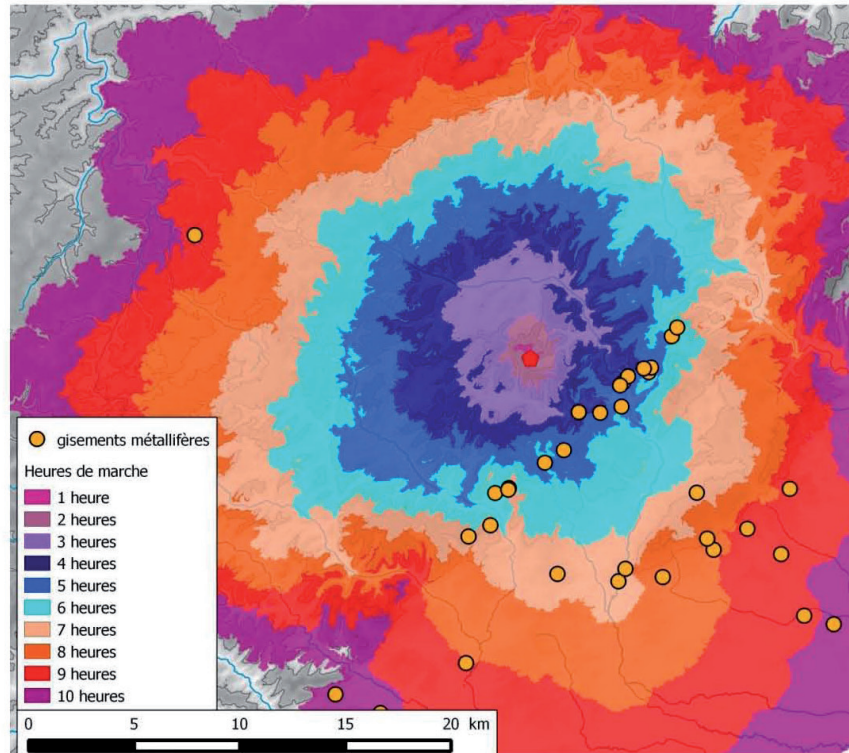 gisements métallifères
Heures de marche
1 heure
2 heures
3 heures
4 heures
5 heures
6 heures
7 heures
8 heures
9 heures
10 heures
0 5 10 15 20 km